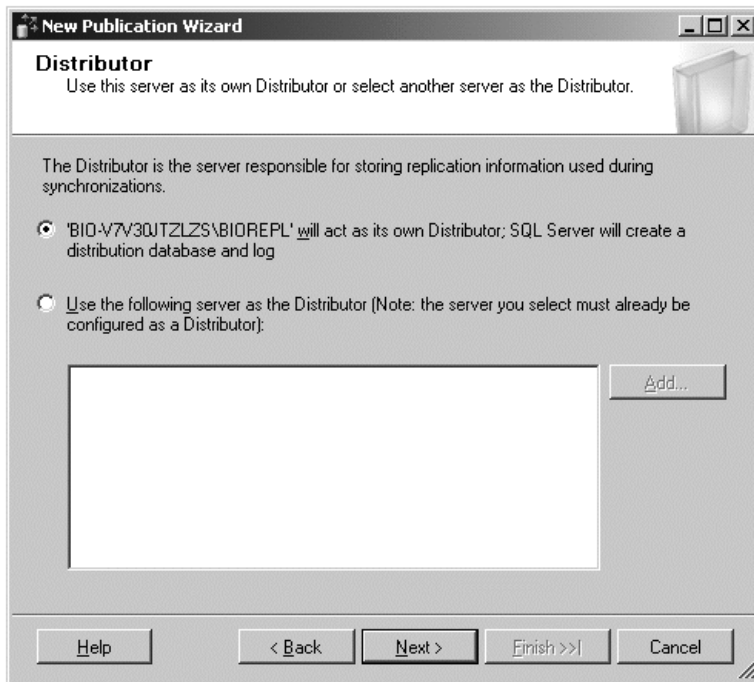 New Publication Wizard
Distributor
Use this server as its own Distributor or select another server as the Distributor.
The Distributor is the server responsible for storing replication information used during
synchronizations.
'BIO-V7V30JTZLZS\BIOREPL' will act as its own Distributor; SQL Server will create a
distribution database and log
Use the following server as the Distributor (Note: the server you select must already be
configured as a Distributor):
Add...
Help
< Back
Next >
Finish >>|
Cancel